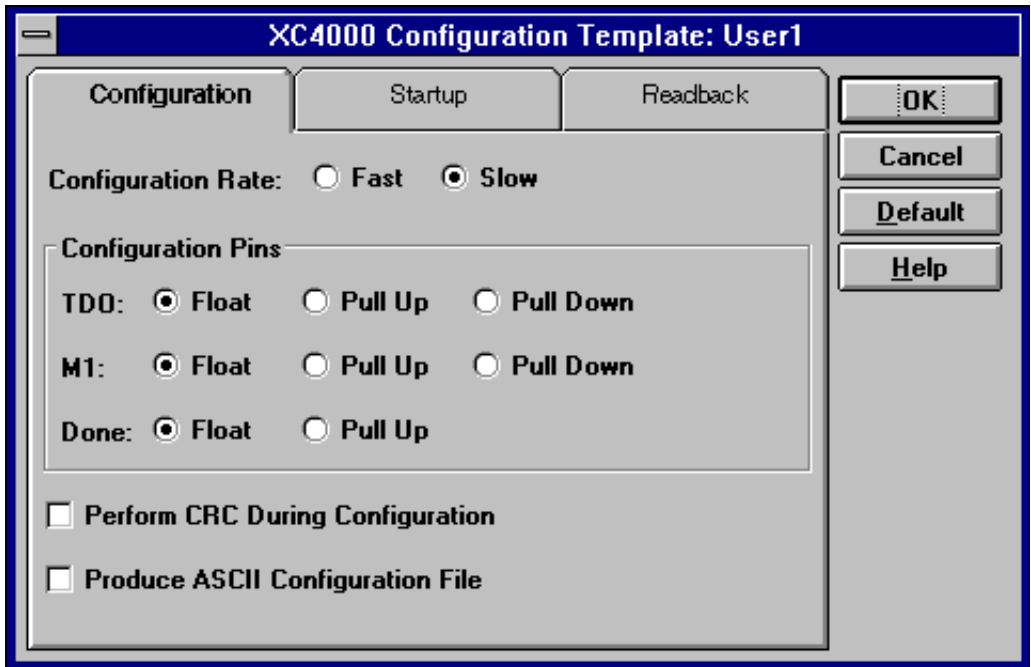 XC4000 Configuration Template: User1
Configuration Startup Readback
OK
Cancel
Default
Help
Configuration Rate: Fast Slow
Configuration Pins
TDO: Float Pull Up Pull Down
M1: Float Pull Up Pull Down
Done: Float Pull Up
Perform CRC During Configuration
Produce ASCII Configuration File